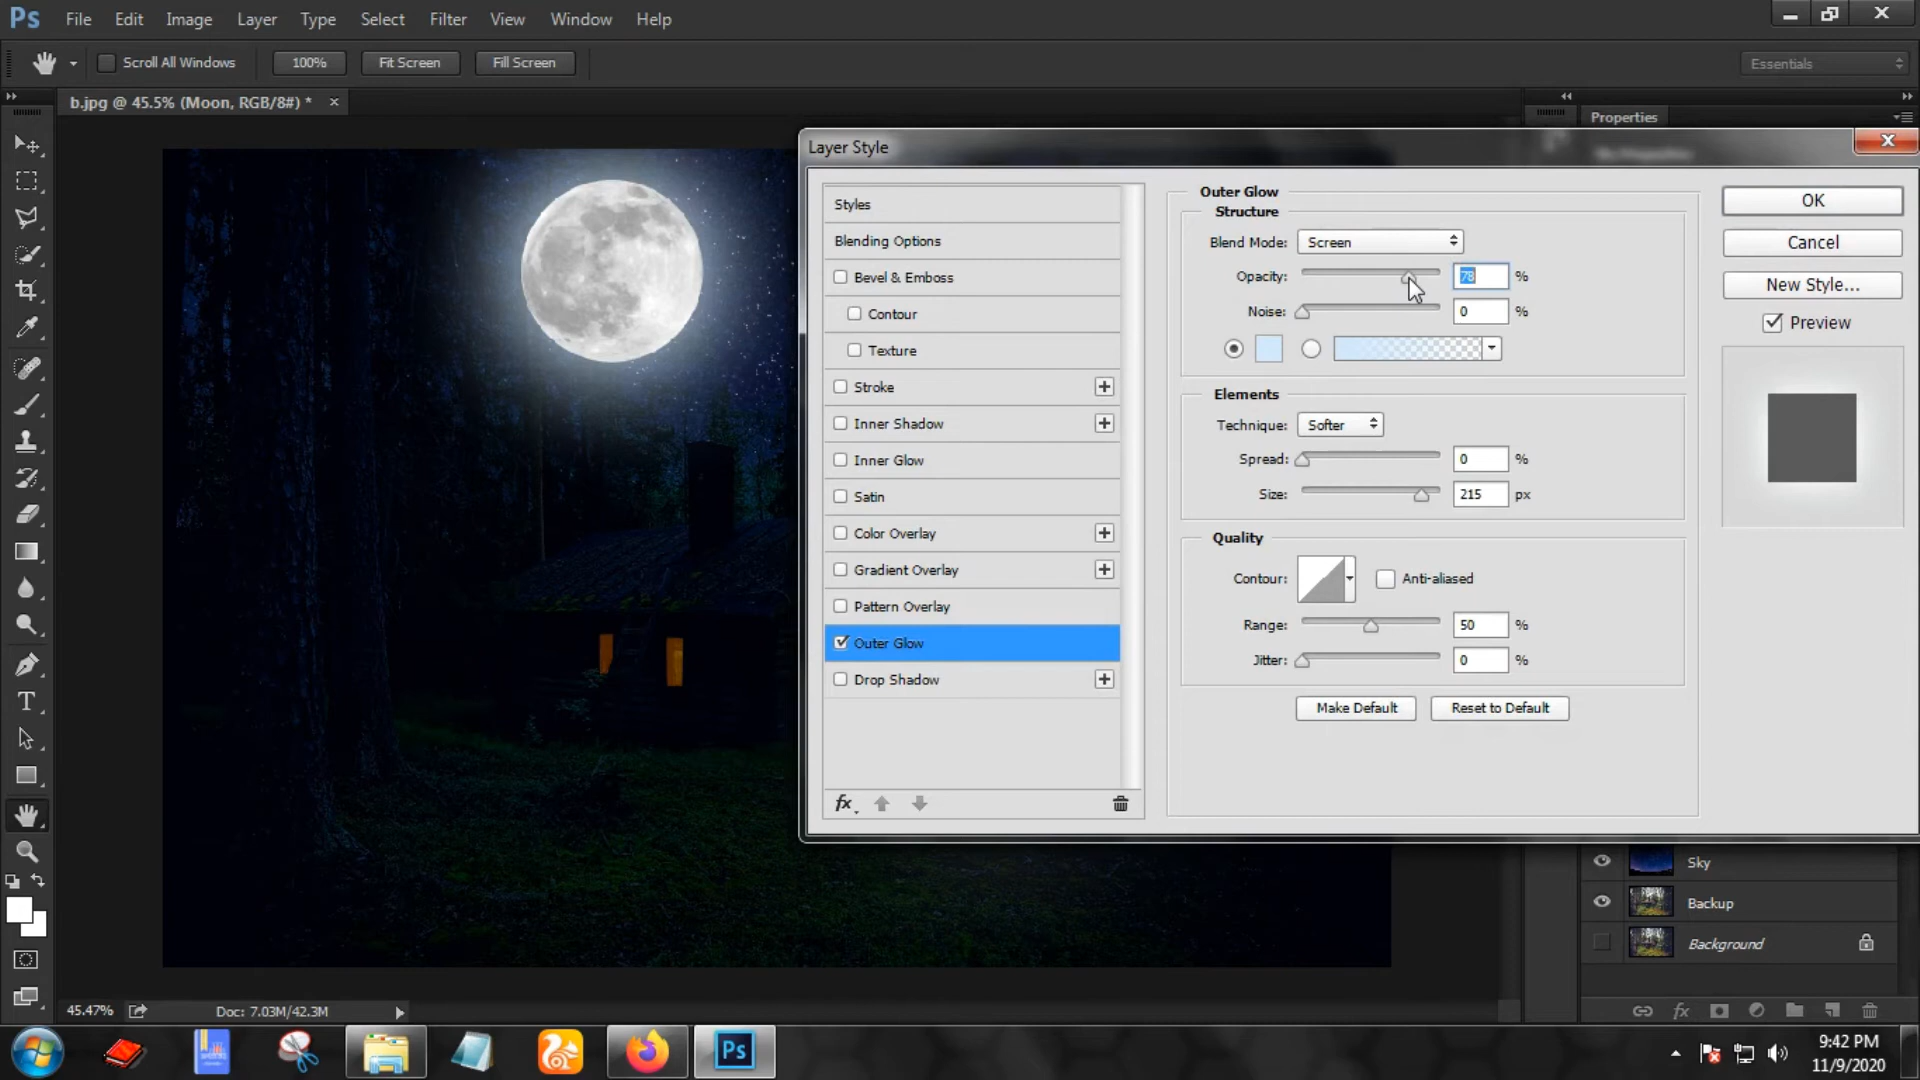 Ps File Edit Image Layer Type Select Filter View Window Help
Scroll All Windows 100% Fit Screen Fill Screen Essentials
b.jpg @ 45.5% (Moon, RGB/8#) * ×
Properties
Layer Style
Styles
Blending Options
Bevel & Emboss
Contour
Texture
Stroke
Inner Shadow
Inner Glow
Satin
Color Overlay
Gradient Overlay
Pattern Overlay
Outer Glow
Drop Shadow
fx
Outer Glow
Structure
Blend Mode: Screen
Opacity: 78 %
Noise: 0 %
Elements
Technique: Softer
Spread: 0 %
Size: 215 px
Quality
Contour: Anti-aliased
Range: 50 %
Jitter: 0 %
Make Default Reset to Default
OK
Cancel
New Style...
Preview
Sky
Backup
Background
fx
45.47% Doc: 7.03M/42.3M
Ps
9:42 PM
11/9/2020